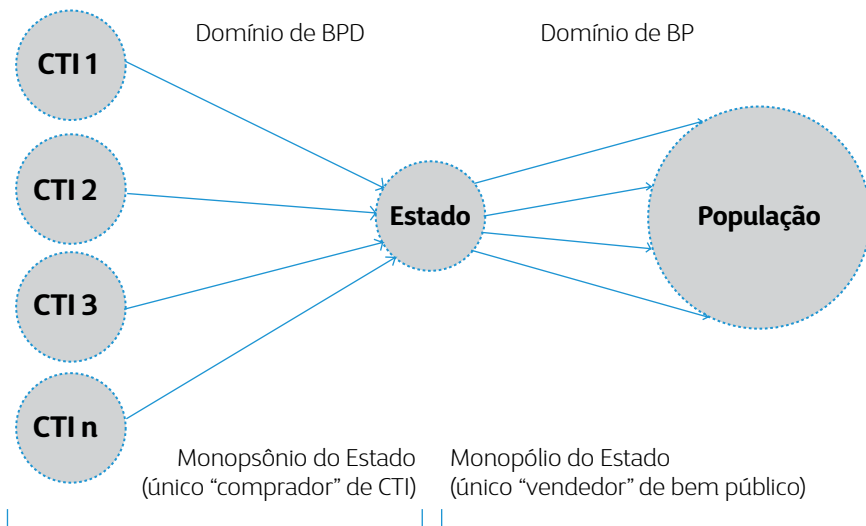 Domínio de BPD
Domínio de BP
CTI 1
CTI 2
CTI 3
CTI n
Estado
População
Monopsônio do Estado
(único “comprador” de CTI)
Monopólio do Estado
(único “vendedor” de bem público)